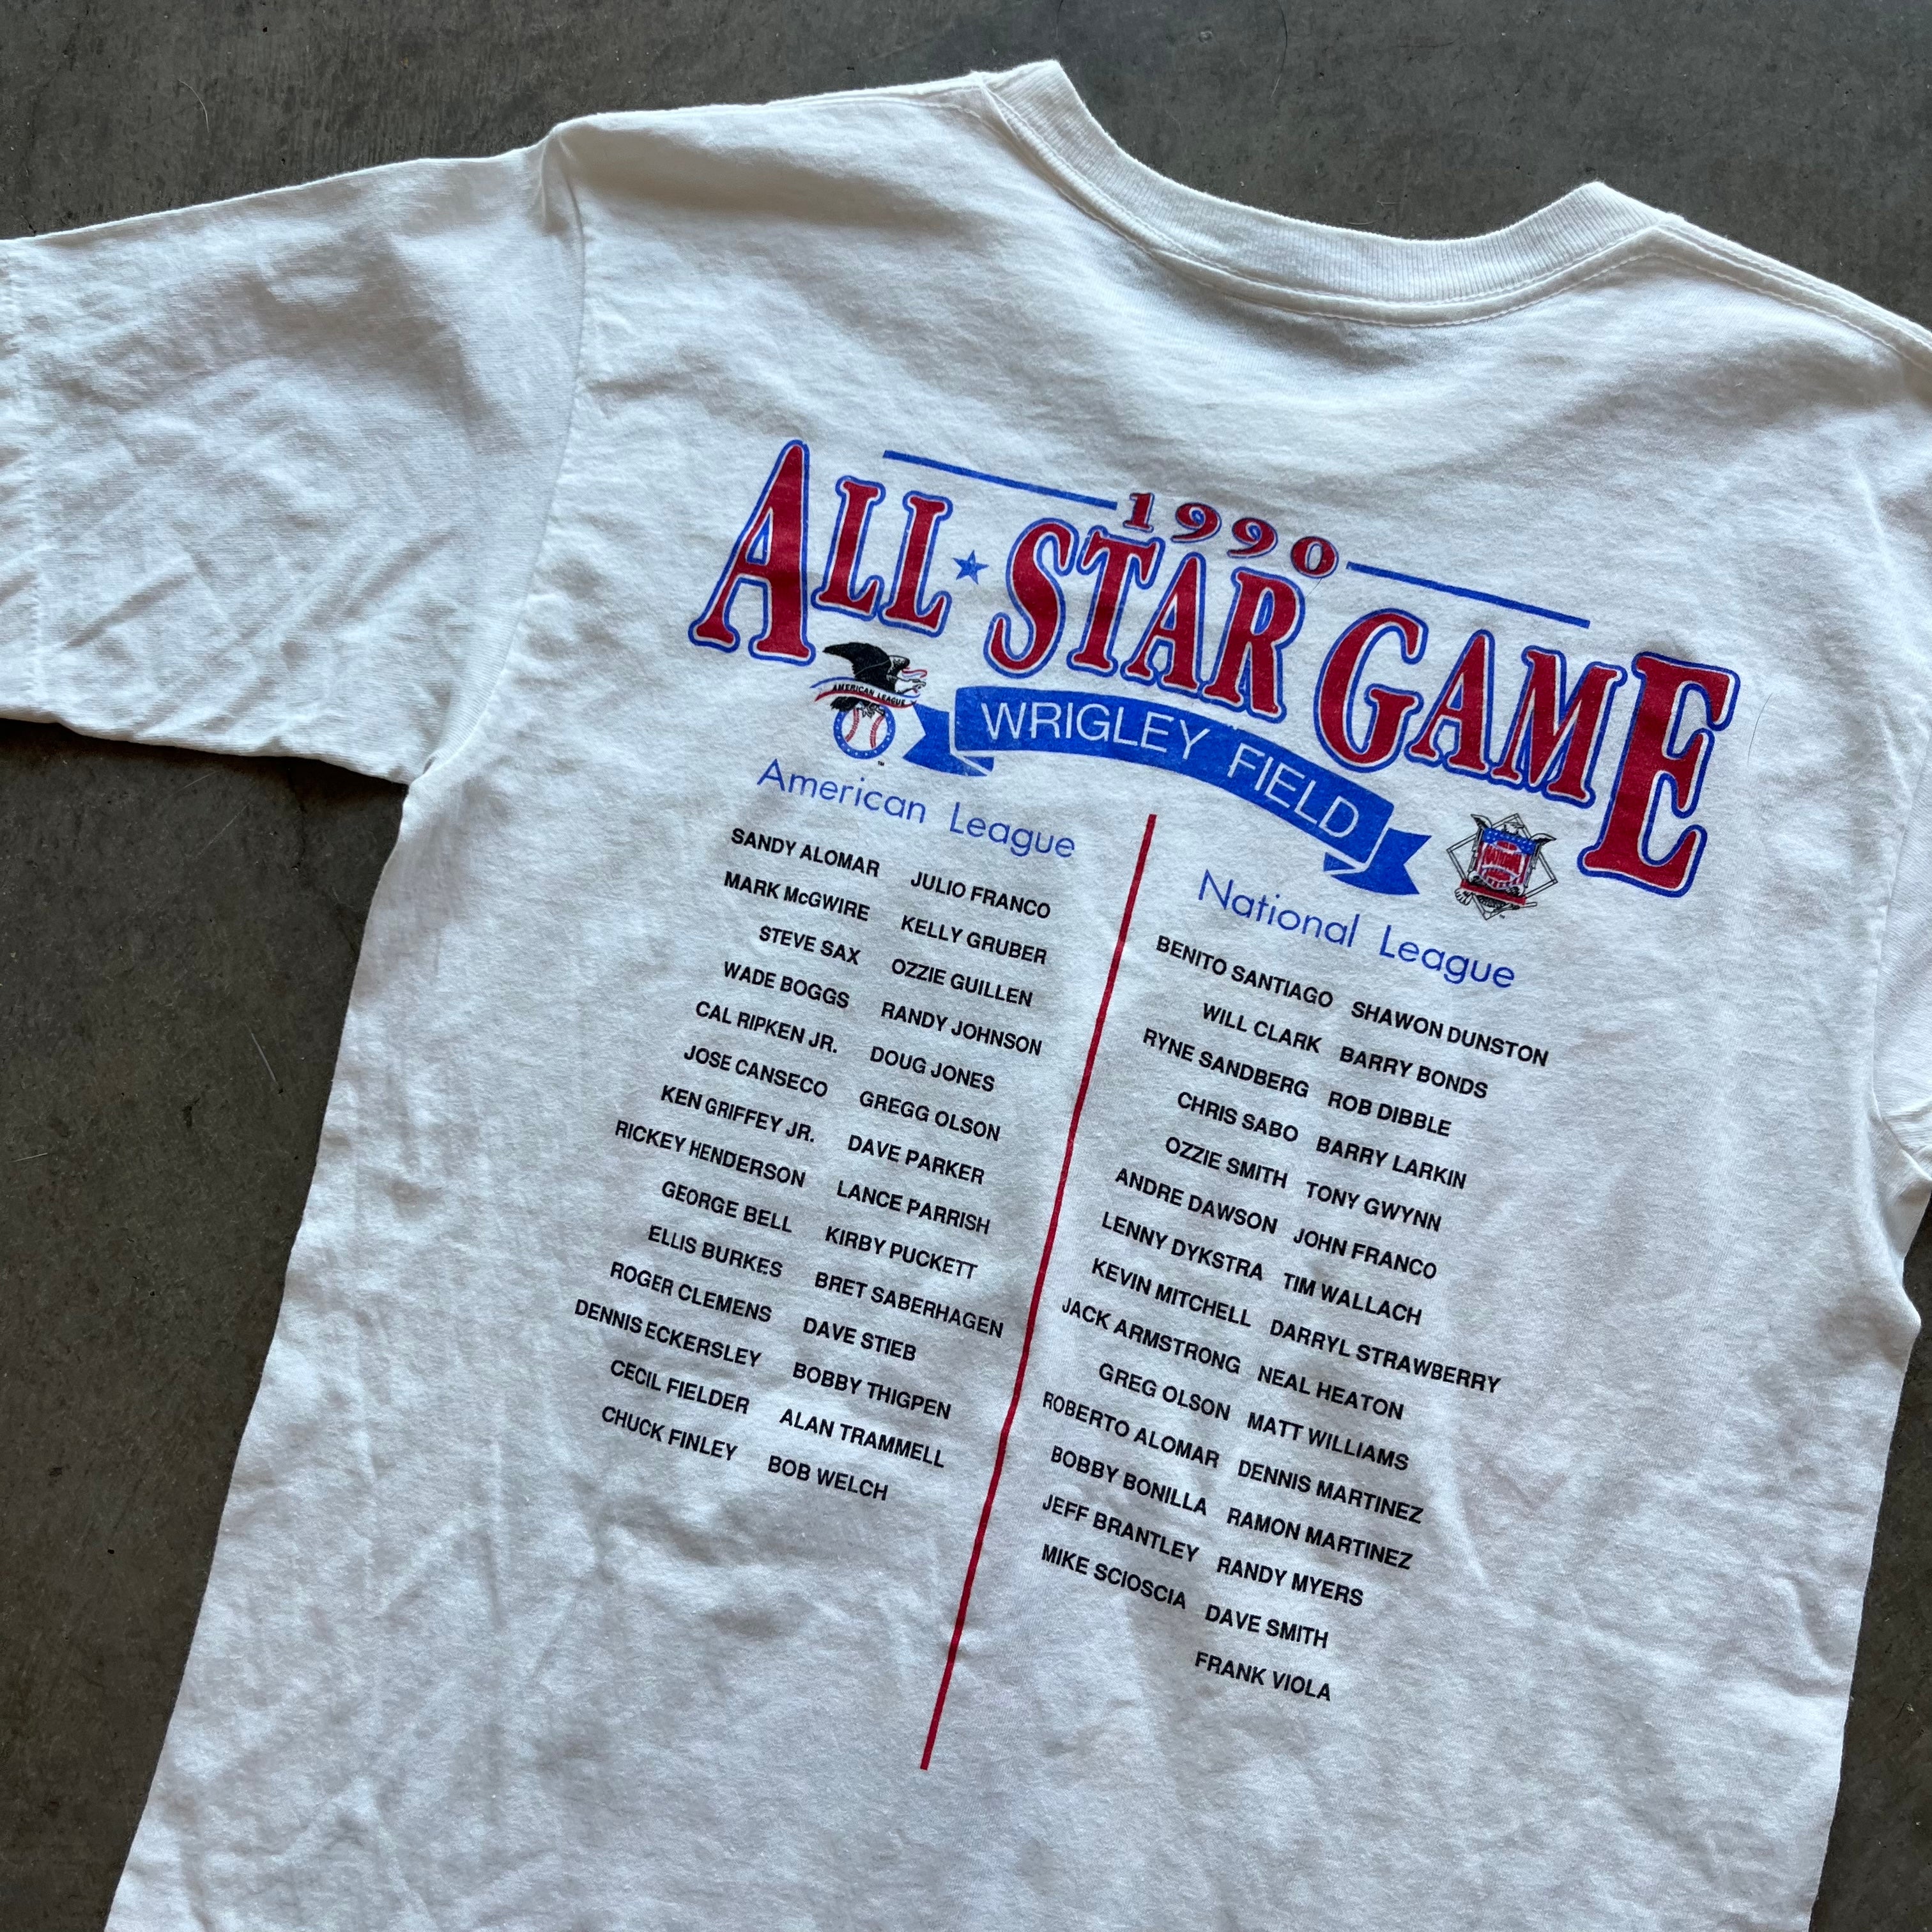 1990
ALL★STAR GAME
WRIGLEY FIELD
AMERICAN LEAGUE
™
American League
SANDY ALOMAR
MARK McGWIRE
STEVE SAX
WADE BOGGS
CAL RIPKEN JR.
JOSE CANSECO
KEN GRIFFEY JR.
RICKEY HENDERSON
GEORGE BELL
ELLIS BURKES
ROGER CLEMENS
DENNIS ECKERSLEY
CECIL FIELDER
CHUCK FINLEY
JULIO FRANCO
KELLY GRUBER
OZZIE GUILLEN
RANDY JOHNSON
DOUG JONES
GREGG OLSON
DAVE PARKER
LANCE PARRISH
KIRBY PUCKETT
BRET SABERHAGEN
DAVE STIEB
BOBBY THIGPEN
ALAN TRAMMELL
BOB WELCH
NATIONAL
National League
BENITO SANTIAGO
WILL CLARK
RYNE SANDBERG
CHRIS SABO
OZZIE SMITH
ANDRE DAWSON
LENNY DYKSTRA
KEVIN MITCHELL
JACK ARMSTRONG
GREG OLSON
ROBERTO ALOMAR
BOBBY BONILLA
JEFF BRANTLEY
MIKE SCIOSCIA
SHAWON DUNSTON
BARRY BONDS
ROB DIBBLE
BARRY LARKIN
TONY GWYNN
JOHN FRANCO
TIM WALLACH
DARRYL STRAWBERRY
NEAL HEATON
MATT WILLIAMS
DENNIS MARTINEZ
RAMON MARTINEZ
RANDY MYERS
DAVE SMITH
FRANK VIOLA